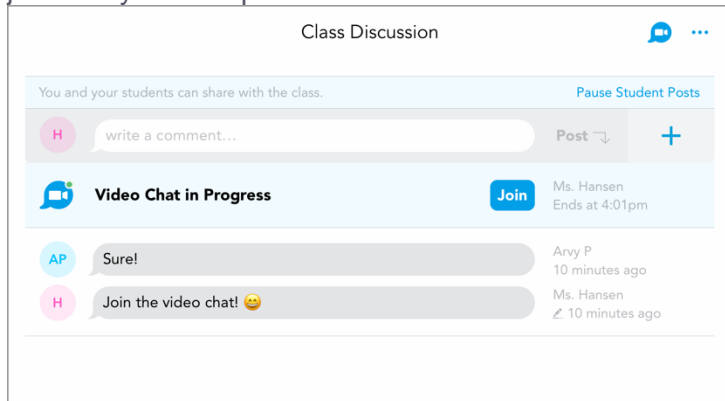 Class Discussion
You and your students can share with the class.
Pause Student Posts
H
write a comment...
Post
Video Chat in Progress
Join
Ms. Hansen
Ends at 4:01pm
AP
Sure!
Arvy P
10 minutes ago
H
Join the video chat! 😄
Ms. Hansen
10 minutes ago